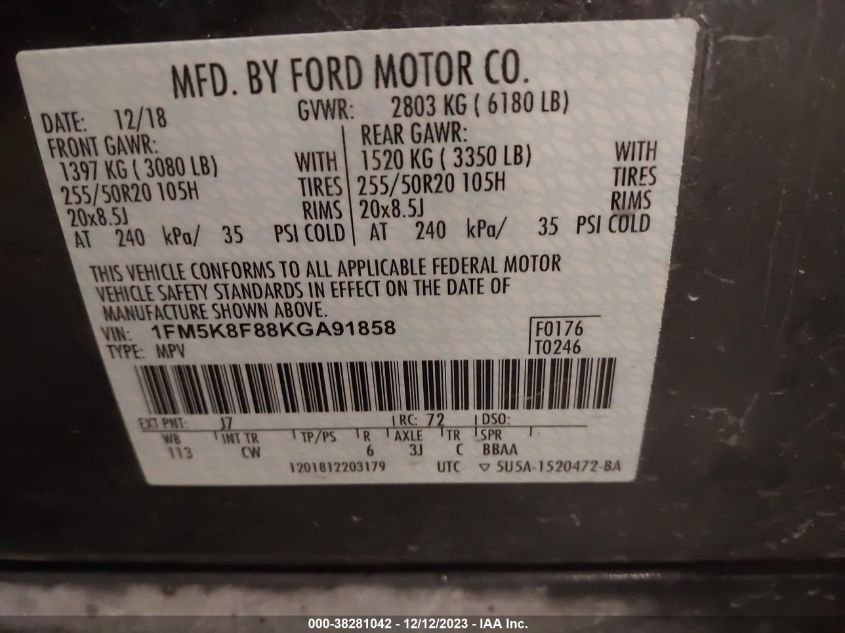 MFD. BY FORD MOTOR CO.
DATE: 12/18 GVWR: 2803 KG ( 6180 LB)
FRONT GAWR: REAR GAWR:
1397 KG ( 3080 LB) WITH 1520 KG ( 3350 LB) WITH
255/50R20 105H TIRES 255/50R20 105H TIRES
20x8.5J RIMS 20x8.5J RIMS
AT 240 kPa/ 35 PSI COLD AT 240 kPa/ 35 PSI COLD
THIS VEHICLE CONFORMS TO ALL APPLICABLE FEDERAL MOTOR
VEHICLE SAFETY STANDARDS IN EFFECT ON THE DATE OF
MANUFACTURE SHOWN ABOVE.
VIN: 1FM5K8F88KGA91858 F0176
TYPE: MPV T0246
EXT PNT: J7 RC: 72 DSO:
WB INT TR TP/PS R AXLE TR SPR
113 CW 6 3J C BBAA
1201812203179 UTC ▽ 5U5A-1520472-BA
000-38281042 - 12/12/2023 - IAA Inc.